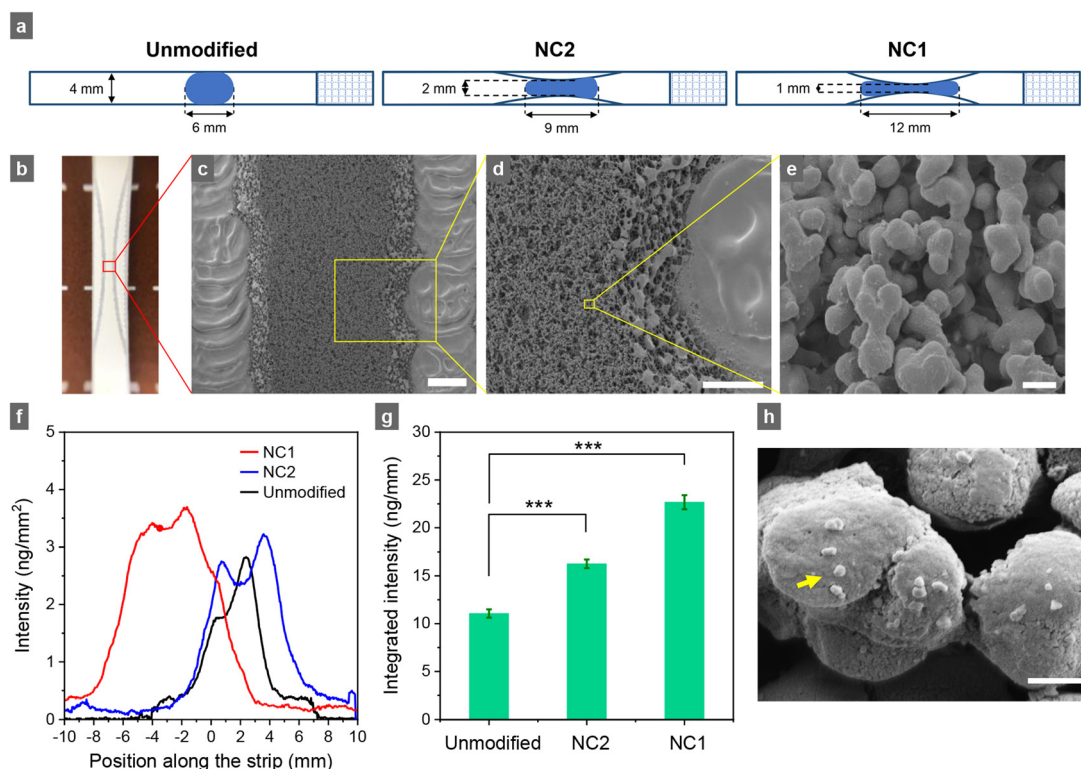 a
Unmodified
NC2
NC1
4 mm
6 mm
2 mm
9 mm
1 mm
12 mm
b
c
d
e
f
Intensity (ng/mm²)
5
4
3
2
1
0
NC1
NC2
Unmodified
-10 -8 -6 -4 -2 0 2 4 6 8 10
Position along the strip (mm)
g
Integrated intensity (ng/mm)
30
25
20
15
10
5
0
***
***
Unmodified NC2 NC1
h